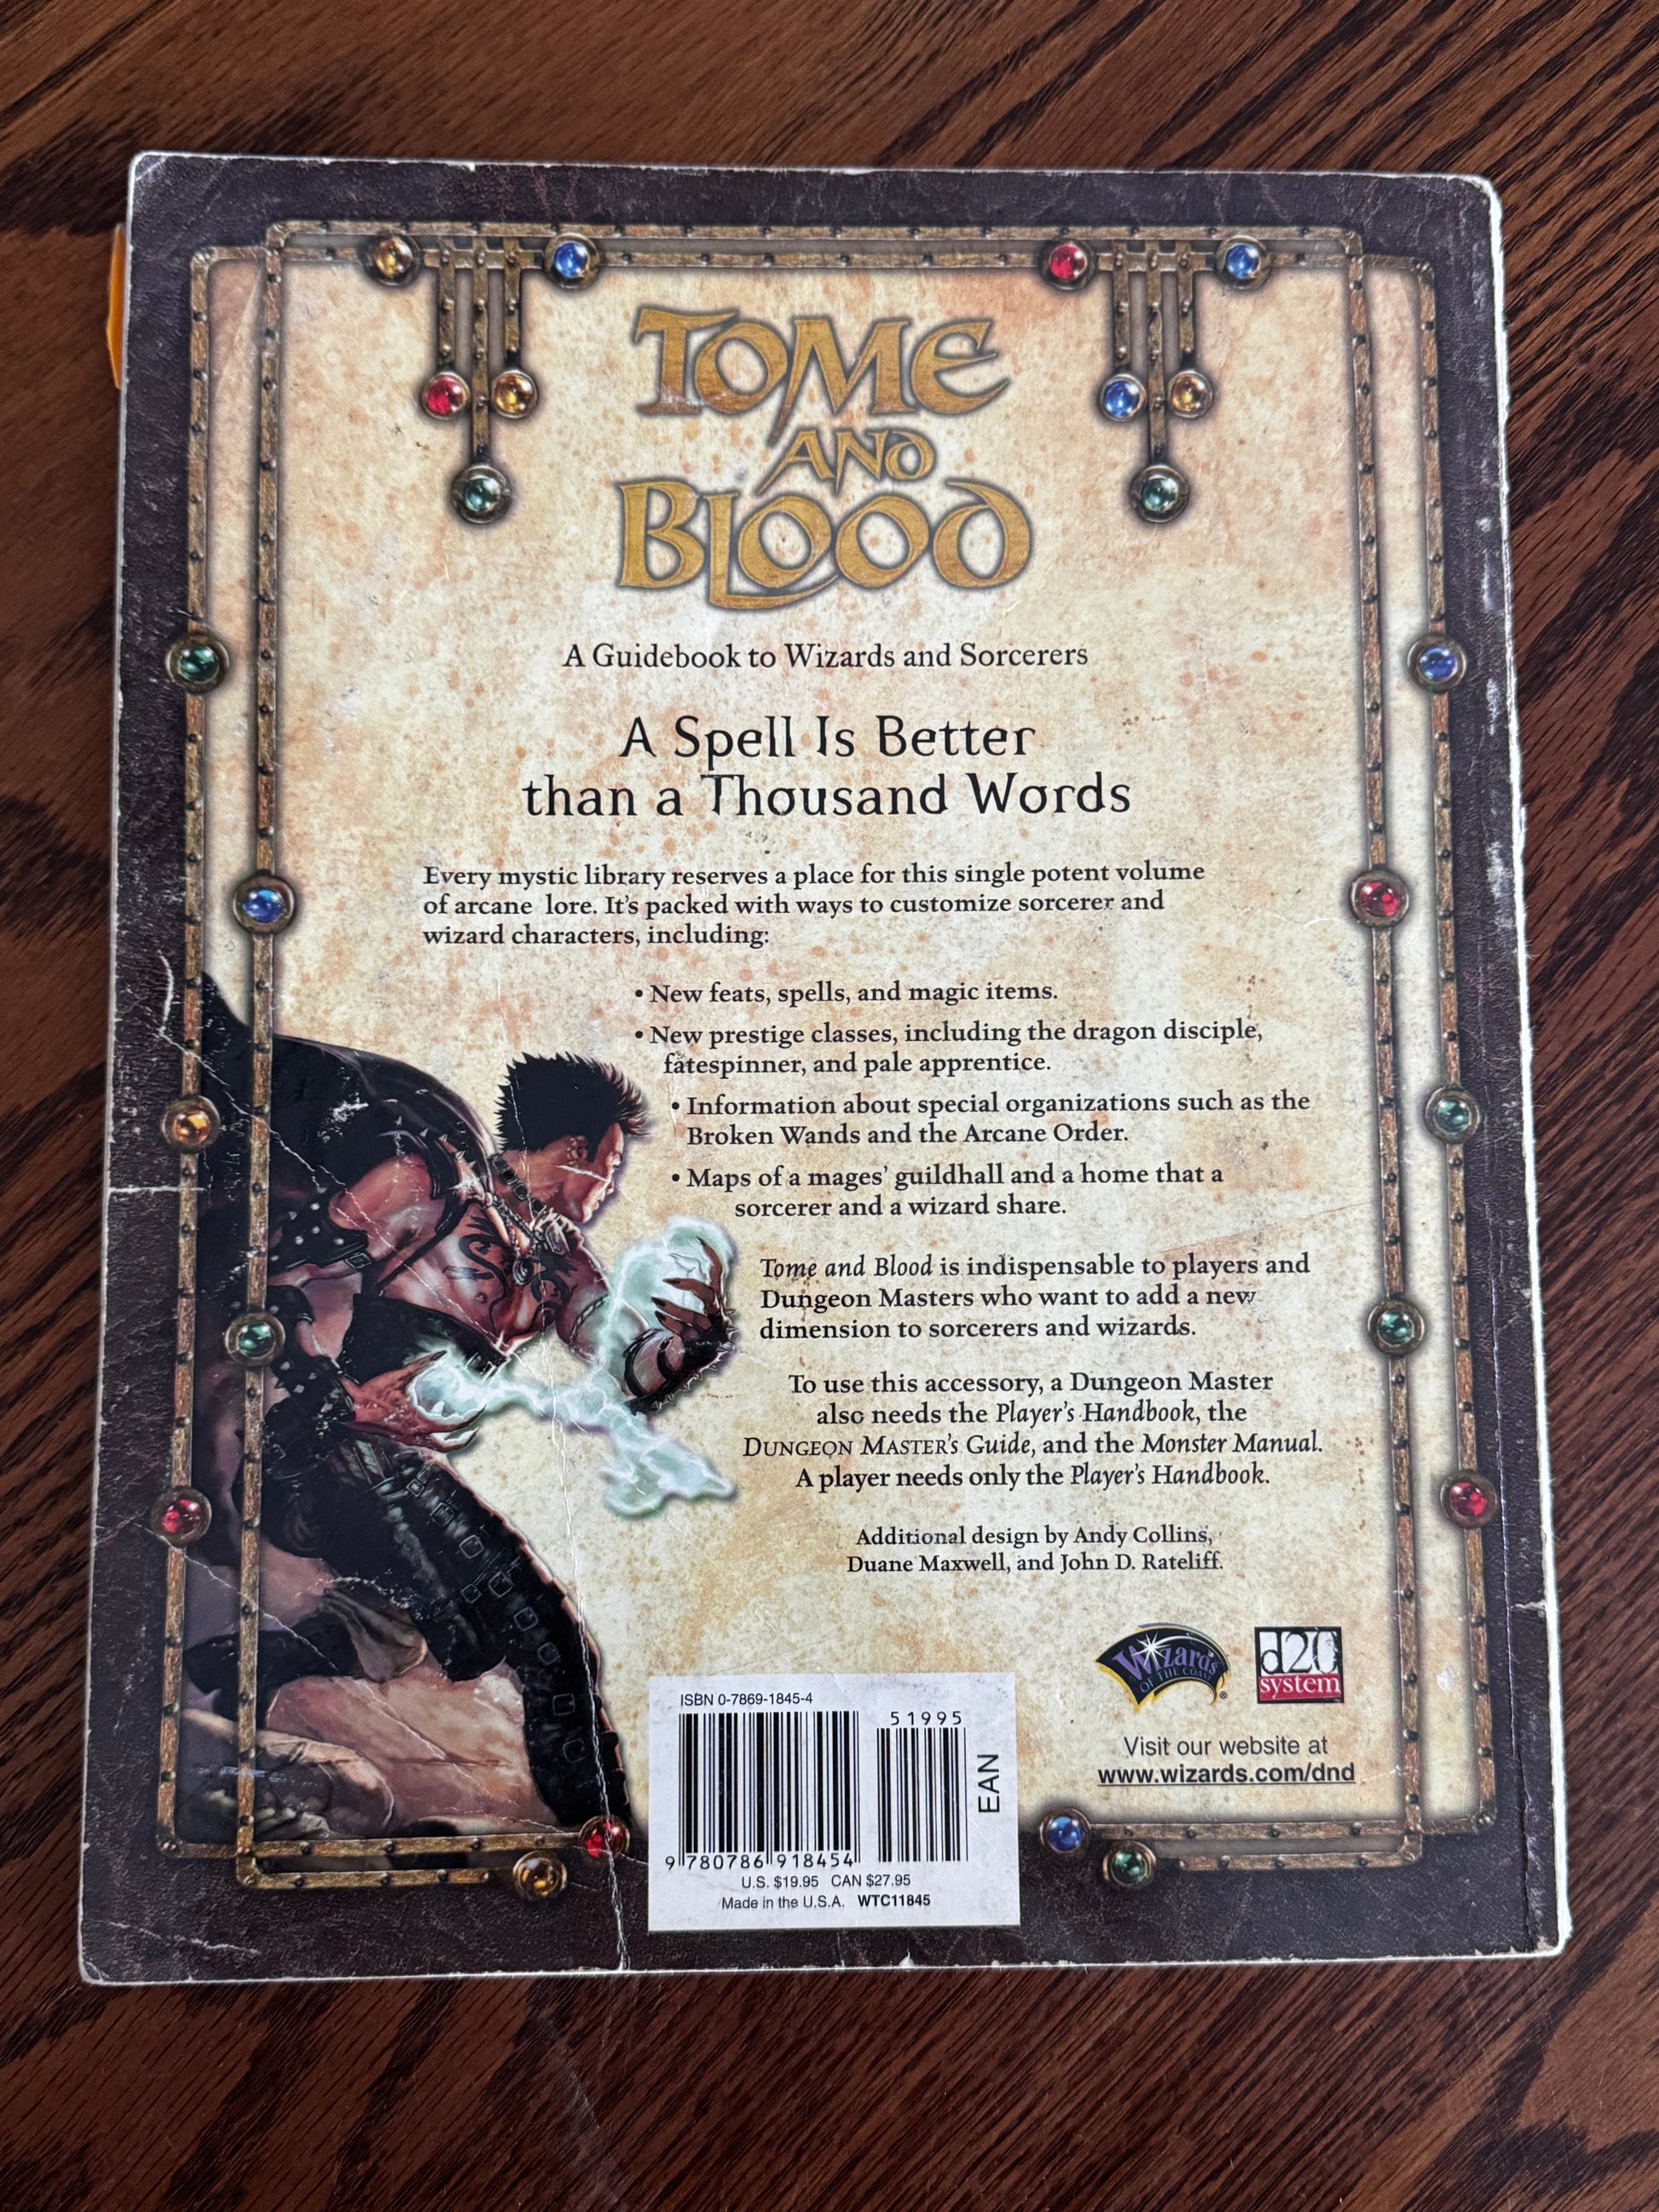 TOME
AND
BLOOD
A Guidebook to Wizards and Sorcerers
A Spell Is Better
than a Thousand Words
Every mystic library reserves a place for this single potent volume
of arcane lore. It's packed with ways to customize sorcerer and
wizard characters, including:
• New feats, spells, and magic items.
• New prestige classes, including the dragon disciple,
fatespinner, and pale apprentice.
• Information about special organizations such as the
Broken Wands and the Arcane Order.
• Maps of a mages' guildhall and a home that a
sorcerer and a wizard share.
Tome and Blood is indispensable to players and
Dungeon Masters who want to add a new
dimension to sorcerers and wizards.
To use this accessory, a Dungeon Master
also needs the Player's Handbook, the
DUNGEON MASTER'S Guide, and the Monster Manual.
A player needs only the Player's Handbook.
Additional design by Andy Collins,
Duane Maxwell, and John D. Rateliff.
Wizards
OF THE COAST ®
d20
system
Visit our website at
www.wizards.com/dnd
ISBN 0-7869-1845-4
51995
EAN
9 780786 918454
U.S. $19.95 CAN $27.95
Made in the U.S.A. WTC11845